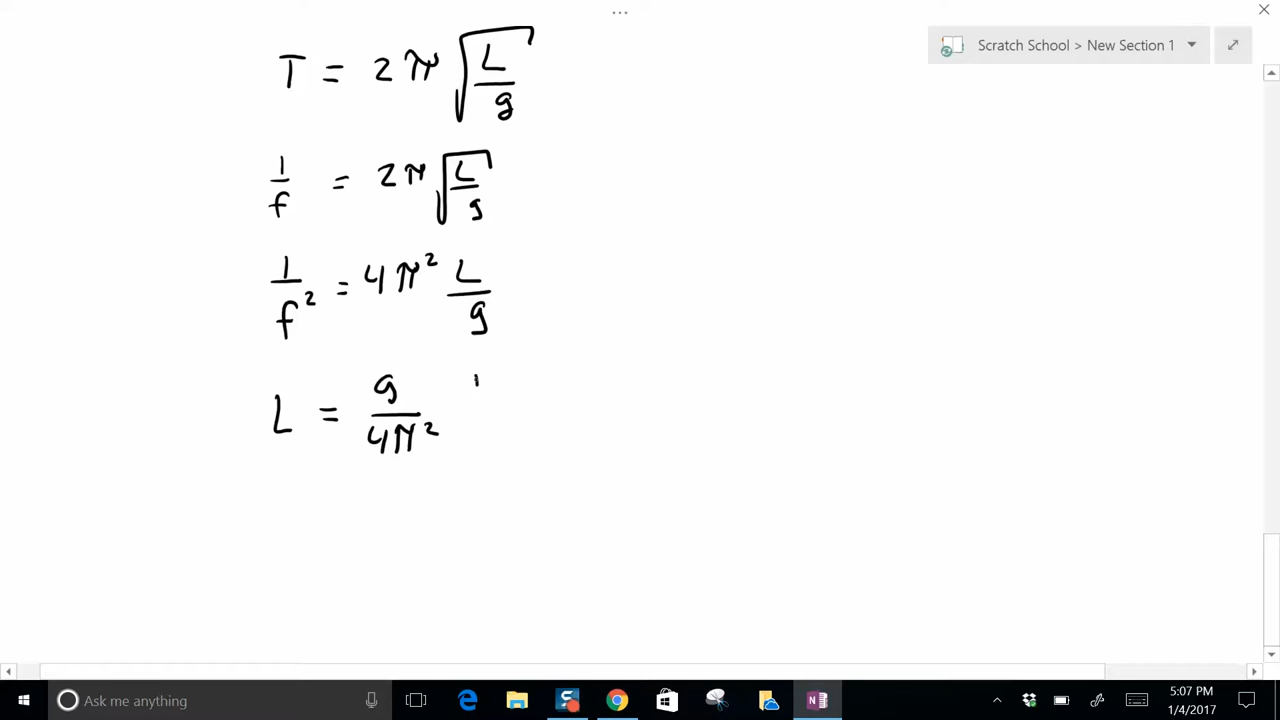 Scratch School > New Section 1
T = 2π √(L/g)
1/f = 2π √(L/g)
1/f² = 4π² L/g
L = g/4π²
Ask me anything
5:07 PM
1/4/2017